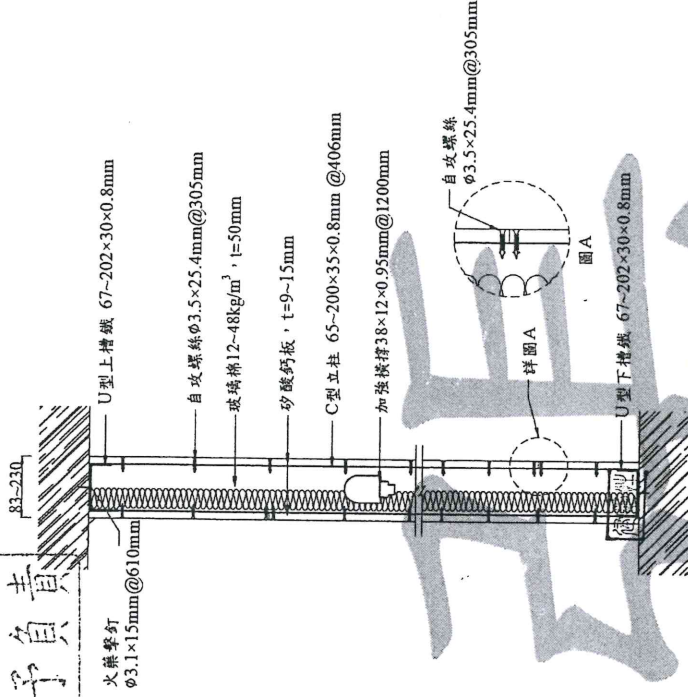 予負責
83~230
火藥擊釘
φ3.1×15mm@610mm
U型上槽鐵 67~202×30×0.8mm
自攻螺絲φ3.5×25.4mm@305mm
玻璃棉12~48kg/m³，t=50mm
矽酸鈣板，t=9~15mm
C型立柱 65~200×35×0.8mm @406mm
加強橫撐38×12×0.95mm@1200mm
自攻螺絲
φ3.5×25.4mm@305mm
圖A
詳圖A
U型下槽鐵 67~202×30×0.8mm